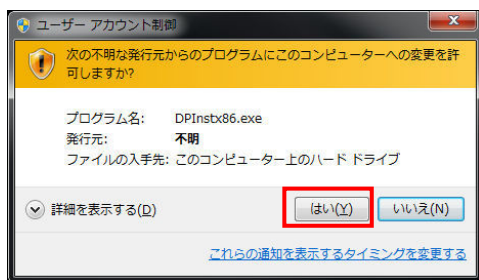 ユーザー アカウント制御
次の不明な発行元からのプログラムにこのコンピューターへの変更を許
可しますか?
プログラム名: DPInstx86.exe
発行元: 不明
ファイルの入手先: このコンピューター上のハード ドライブ
詳細を表示する(D) はい(Y) いいえ(N)
これらの通知を表示するタイミングを変更する